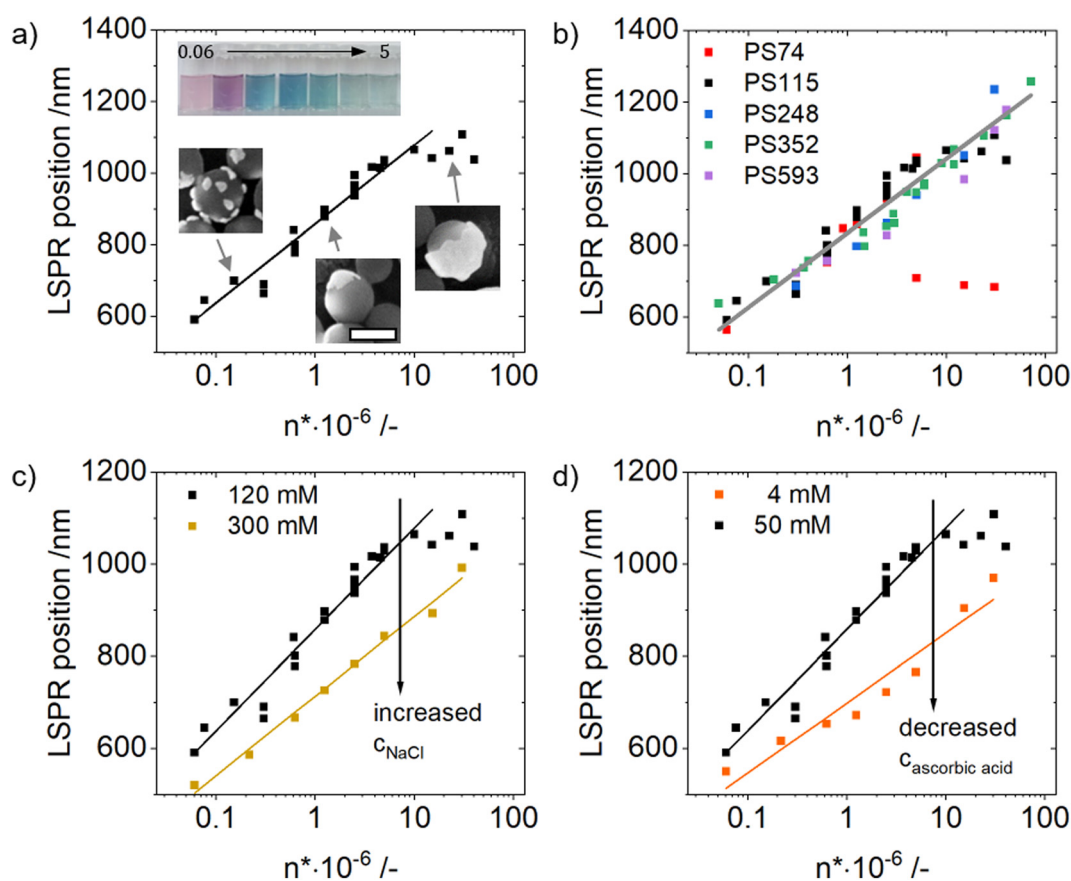 a)
1400
1200
1000
800
600
LSPR position /nm
0.06
5
0.1
1
10
100
n*·10⁻⁶ /-
b)
1400
1200
1000
800
600
LSPR position /nm
PS74
PS115
PS248
PS352
PS593
0.1
1
10
100
n*·10⁻⁶ /-
c)
1200
1000
800
600
LSPR position /nm
120 mM
300 mM
increased
cNaCl
0.1
1
10
100
n*·10⁻⁶ /-
d)
1200
1000
800
600
LSPR position /nm
4 mM
50 mM
decreased
cascorbic acid
0.1
1
10
100
n*·10⁻⁶ /-